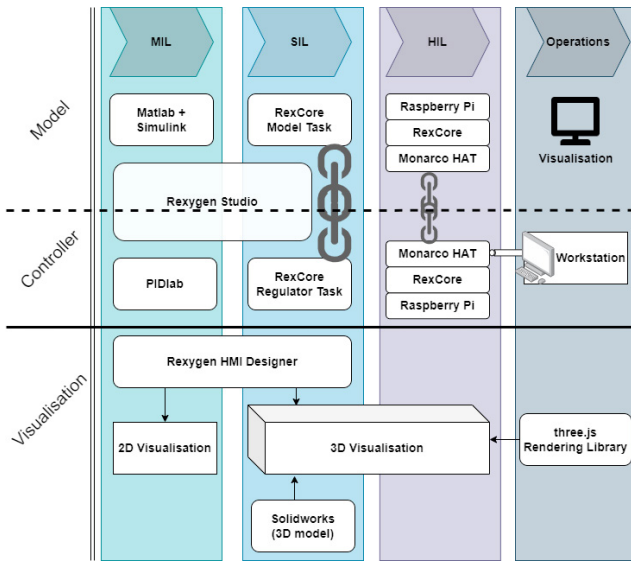 MIL
SIL
HIL
Operations
Model
Matlab +
Simulink
RexCore
Model Task
Raspberry Pi
RexCore
Monarco HAT
Visualisation
Rexygen Studio
Controller
PIDlab
RexCore
Regulator Task
Monarco HAT
RexCore
Raspberry Pi
Workstation
Visualisation
Rexygen HMI Designer
2D Visualisation
3D Visualisation
three.js
Rendering Library
Solidworks
(3D model)